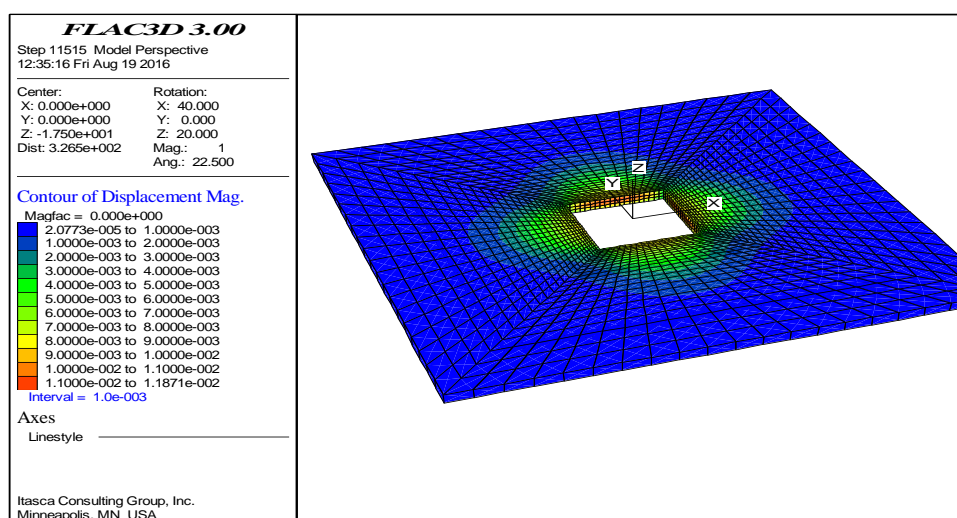 FLAC3D 3.00
Step 11515 Model Perspective
12:35:16 Fri Aug 19 2016
Center:
X: 0.000e+000
Y: 0.000e+000
Z: -1.750e+001
Dist: 3.265e+002
Rotation:
X: 40.000
Y: 0.000
Z: 20.000
Mag.: 1
Ang.: 22.500
Contour of Displacement Mag.
Magfac = 0.000e+000
2.0773e-005 to 1.0000e-003
1.0000e-003 to 2.0000e-003
2.0000e-003 to 3.0000e-003
3.0000e-003 to 4.0000e-003
4.0000e-003 to 5.0000e-003
5.0000e-003 to 6.0000e-003
6.0000e-003 to 7.0000e-003
7.0000e-003 to 8.0000e-003
8.0000e-003 to 9.0000e-003
9.0000e-003 to 1.0000e-002
1.0000e-002 to 1.1000e-002
1.1000e-002 to 1.1871e-002
Interval = 1.0e-003
Axes
Linestyle
Itasca Consulting Group, Inc.
Minneapolis, MN USA
Z
Y
X